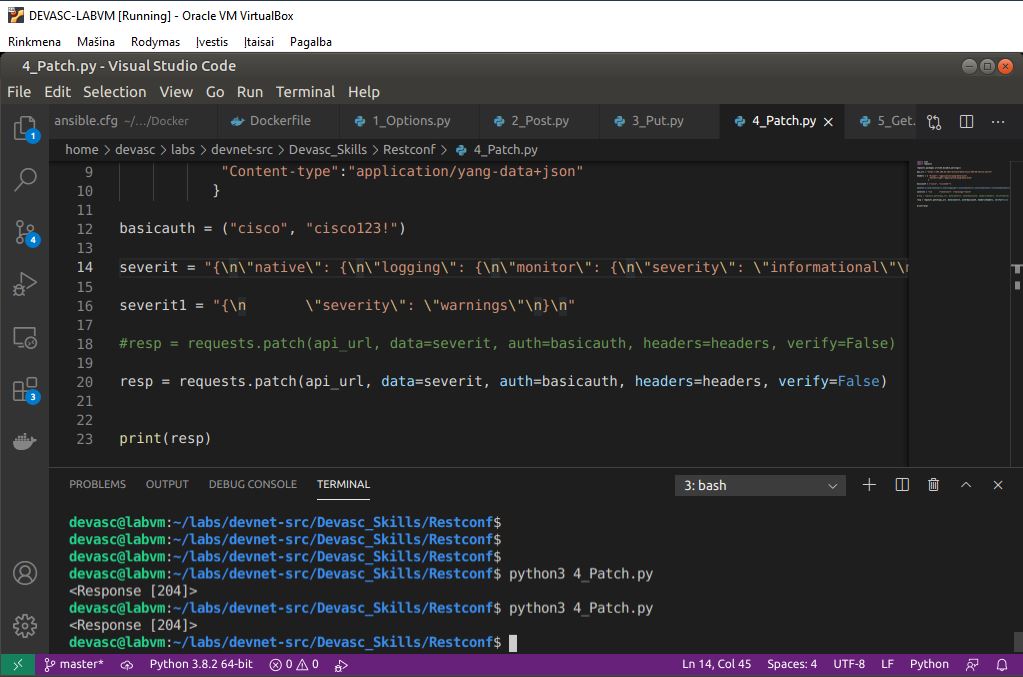 DEVASC-LABVM [Running] - Oracle VM VirtualBox
Rinkmena Mašina Rodymas Įvestis Įtaisai Pagalba
4_Patch.py - Visual Studio Code
File Edit Selection View Go Run Terminal Help
ansible.cfg ~/.../Docker Dockerfile 1_Options.py 2_Post.py 3_Put.py 4_Patch.py 5_Get.
home > devasc > labs > devnet-src > Devasc_Skills > Restconf > 4_Patch.py
9 "Content-type":"application/yang-data+json"
10 }
11
12 basicauth = ("cisco", "cisco123!")
13
14 severit = "{\n\"native\": {\n\"logging\": {\n\"monitor\": {\n\"severity\": \"informational\"\n
15
16 severit1 = "{\n      \"severity\": \"warnings\"\n}\n"
17
18 #resp = requests.patch(api_url, data=severit, auth=basicauth, headers=headers, verify=False)
19
20 resp = requests.patch(api_url, data=severit, auth=basicauth, headers=headers, verify=False)
21
22
23 print(resp)
1
4
3
PROBLEMS OUTPUT DEBUG CONSOLE TERMINAL 3: bash
devasc@labvm:~/labs/devnet-src/Devasc_Skills/Restconf$
devasc@labvm:~/labs/devnet-src/Devasc_Skills/Restconf$
devasc@labvm:~/labs/devnet-src/Devasc_Skills/Restconf$
devasc@labvm:~/labs/devnet-src/Devasc_Skills/Restconf$ python3 4_Patch.py
<Response [204]>
devasc@labvm:~/labs/devnet-src/Devasc_Skills/Restconf$ python3 4_Patch.py
<Response [204]>
devasc@labvm:~/labs/devnet-src/Devasc_Skills/Restconf$
master* Python 3.8.2 64-bit 0 0 Ln 14, Col 45 Spaces: 4 UTF-8 LF Python